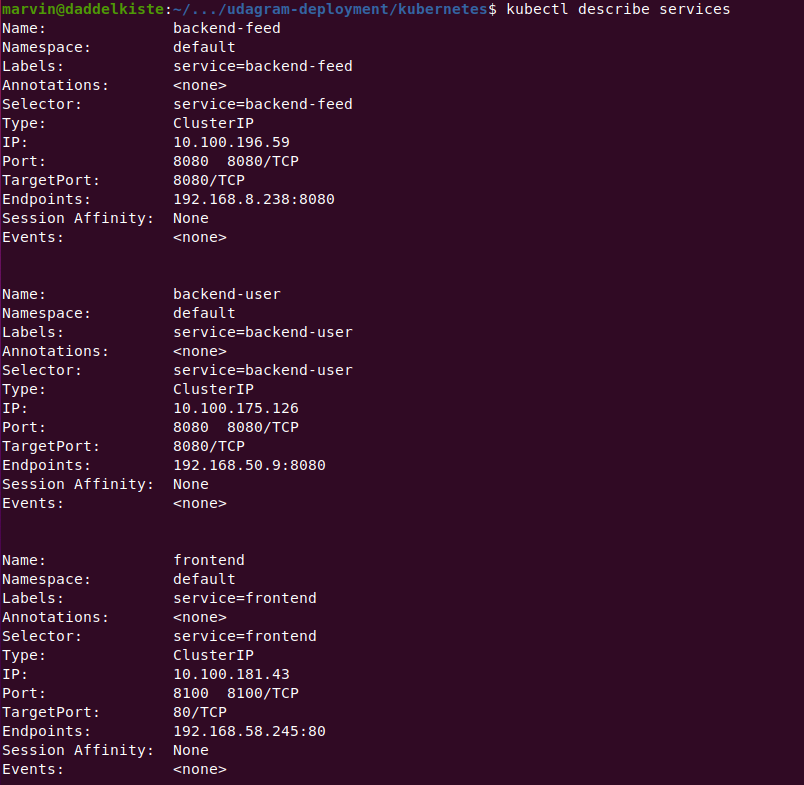 marvin@daddelkiste:~/.../udagram-deployment/kubernetes$ kubectl describe services
Name:              backend-feed
Namespace:         default
Labels:            service=backend-feed
Annotations:       <none>
Selector:          service=backend-feed
Type:              ClusterIP
IP:                10.100.196.59
Port:              8080  8080/TCP
TargetPort:        8080/TCP
Endpoints:         192.168.8.238:8080
Session Affinity:  None
Events:            <none>

Name:              backend-user
Namespace:         default
Labels:            service=backend-user
Annotations:       <none>
Selector:          service=backend-user
Type:              ClusterIP
IP:                10.100.175.126
Port:              8080  8080/TCP
TargetPort:        8080/TCP
Endpoints:         192.168.50.9:8080
Session Affinity:  None
Events:            <none>

Name:              frontend
Namespace:         default
Labels:            service=frontend
Annotations:       <none>
Selector:          service=frontend
Type:              ClusterIP
IP:                10.100.181.43
Port:              8100  8100/TCP
TargetPort:        80/TCP
Endpoints:         192.168.58.245:80
Session Affinity:  None
Events:            <none>